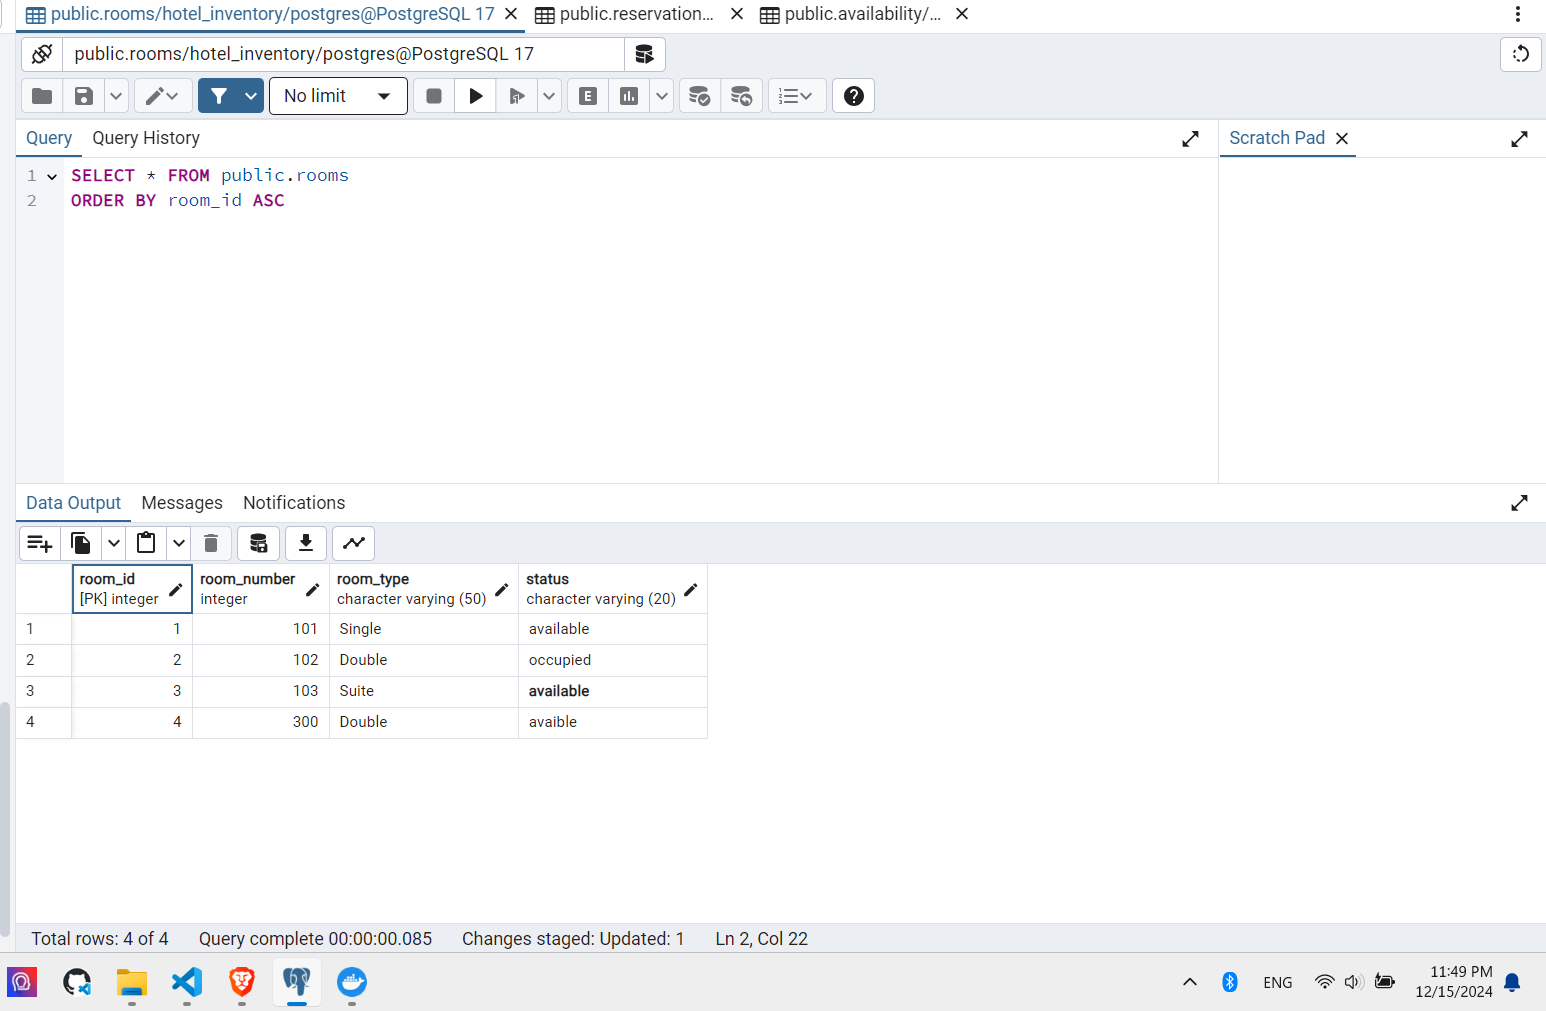 public.rooms/hotel_inventory/postgres@PostgreSQL 17 public.reservation... public.availability/...
public.rooms/hotel_inventory/postgres@PostgreSQL 17
No limit
Query Query History Scratch Pad
1 SELECT * FROM public.rooms
2 ORDER BY room_id ASC
Data Output Messages Notifications
room_id room_number room_type status
[PK] integer integer character varying (50) character varying (20)
1 1 101 Single available
2 2 102 Double occupied
3 3 103 Suite available
4 4 300 Double avaible
Total rows: 4 of 4 Query complete 00:00:00.085 Changes staged: Updated: 1 Ln 2, Col 22
ENG 11:49 PM
12/15/2024